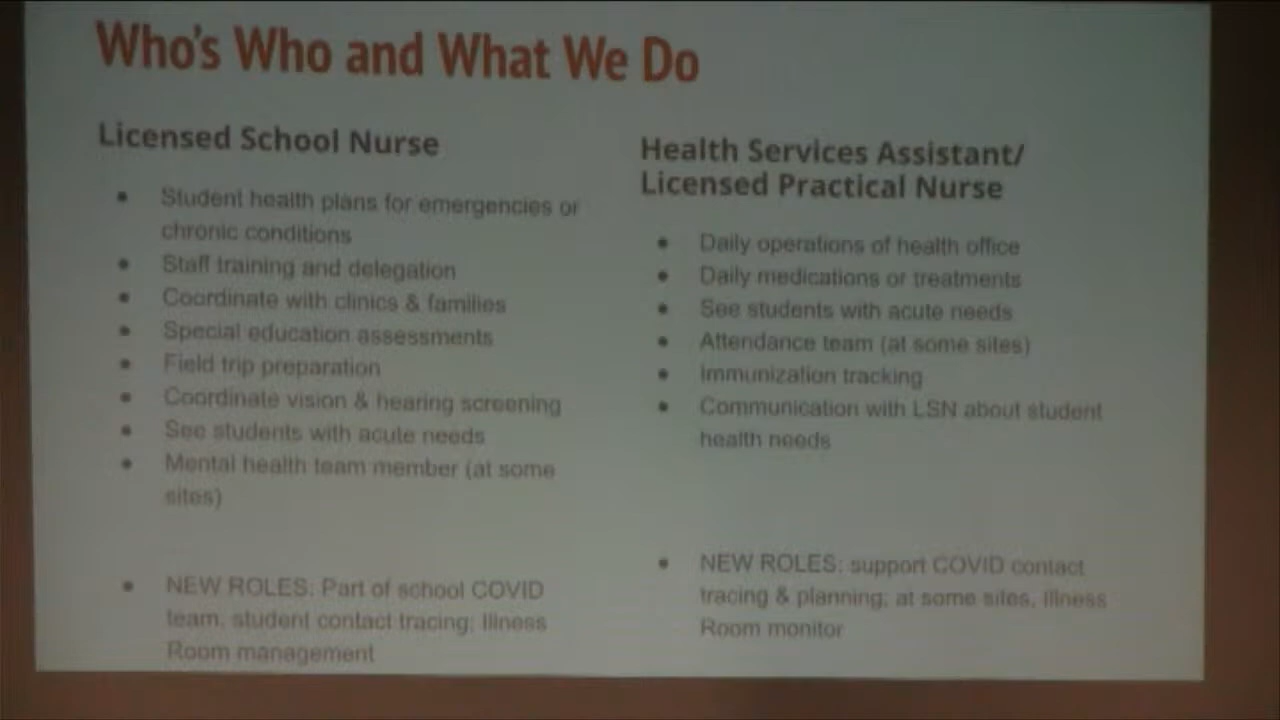 Who's Who and What We Do
Licensed School Nurse
● Student health plans for emergencies or
chronic conditions
● Staff training and delegation
● Coordinate with clinics & families
● Special education assessments
● Field trip preparation
● Coordinate vision & hearing screening
● See students with acute needs
● Mental health team member (at some
sites)
● NEW ROLES: Part of school COVID
team, student contact tracing; Illness
Room management
Health Services Assistant/
Licensed Practical Nurse
● Daily operations of health office
● Daily medications or treatments
● See students with acute needs
● Attendance team (at some sites)
● Immunization tracking
● Communication with LSN about student
health needs
● NEW ROLES: support COVID contact
tracing & planning; at some sites, Illness
Room monitor